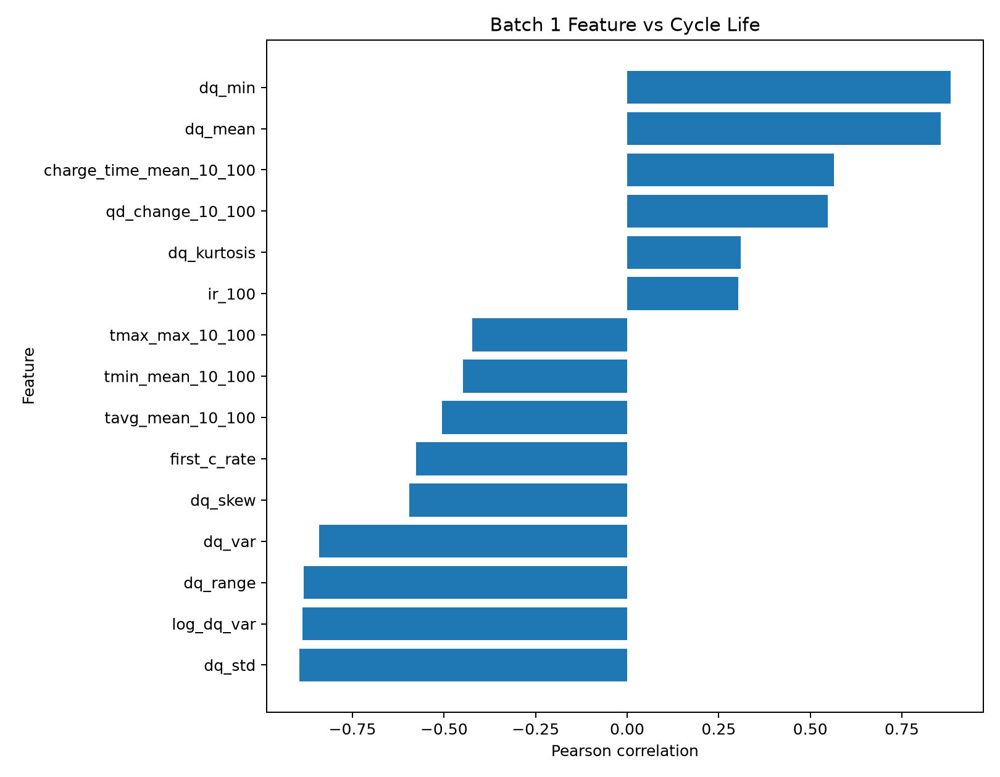 Batch 1 Feature vs Cycle Life
dq_min
dq_mean
charge_time_mean_10_100
qd_change_10_100
dq_kurtosis
ir_100
tmax_max_10_100
tmin_mean_10_100
tavg_mean_10_100
first_c_rate
dq_skew
dq_var
dq_range
log_dq_var
dq_std
Feature
−0.75 −0.50 −0.25 0.00 0.25 0.50 0.75
Pearson correlation